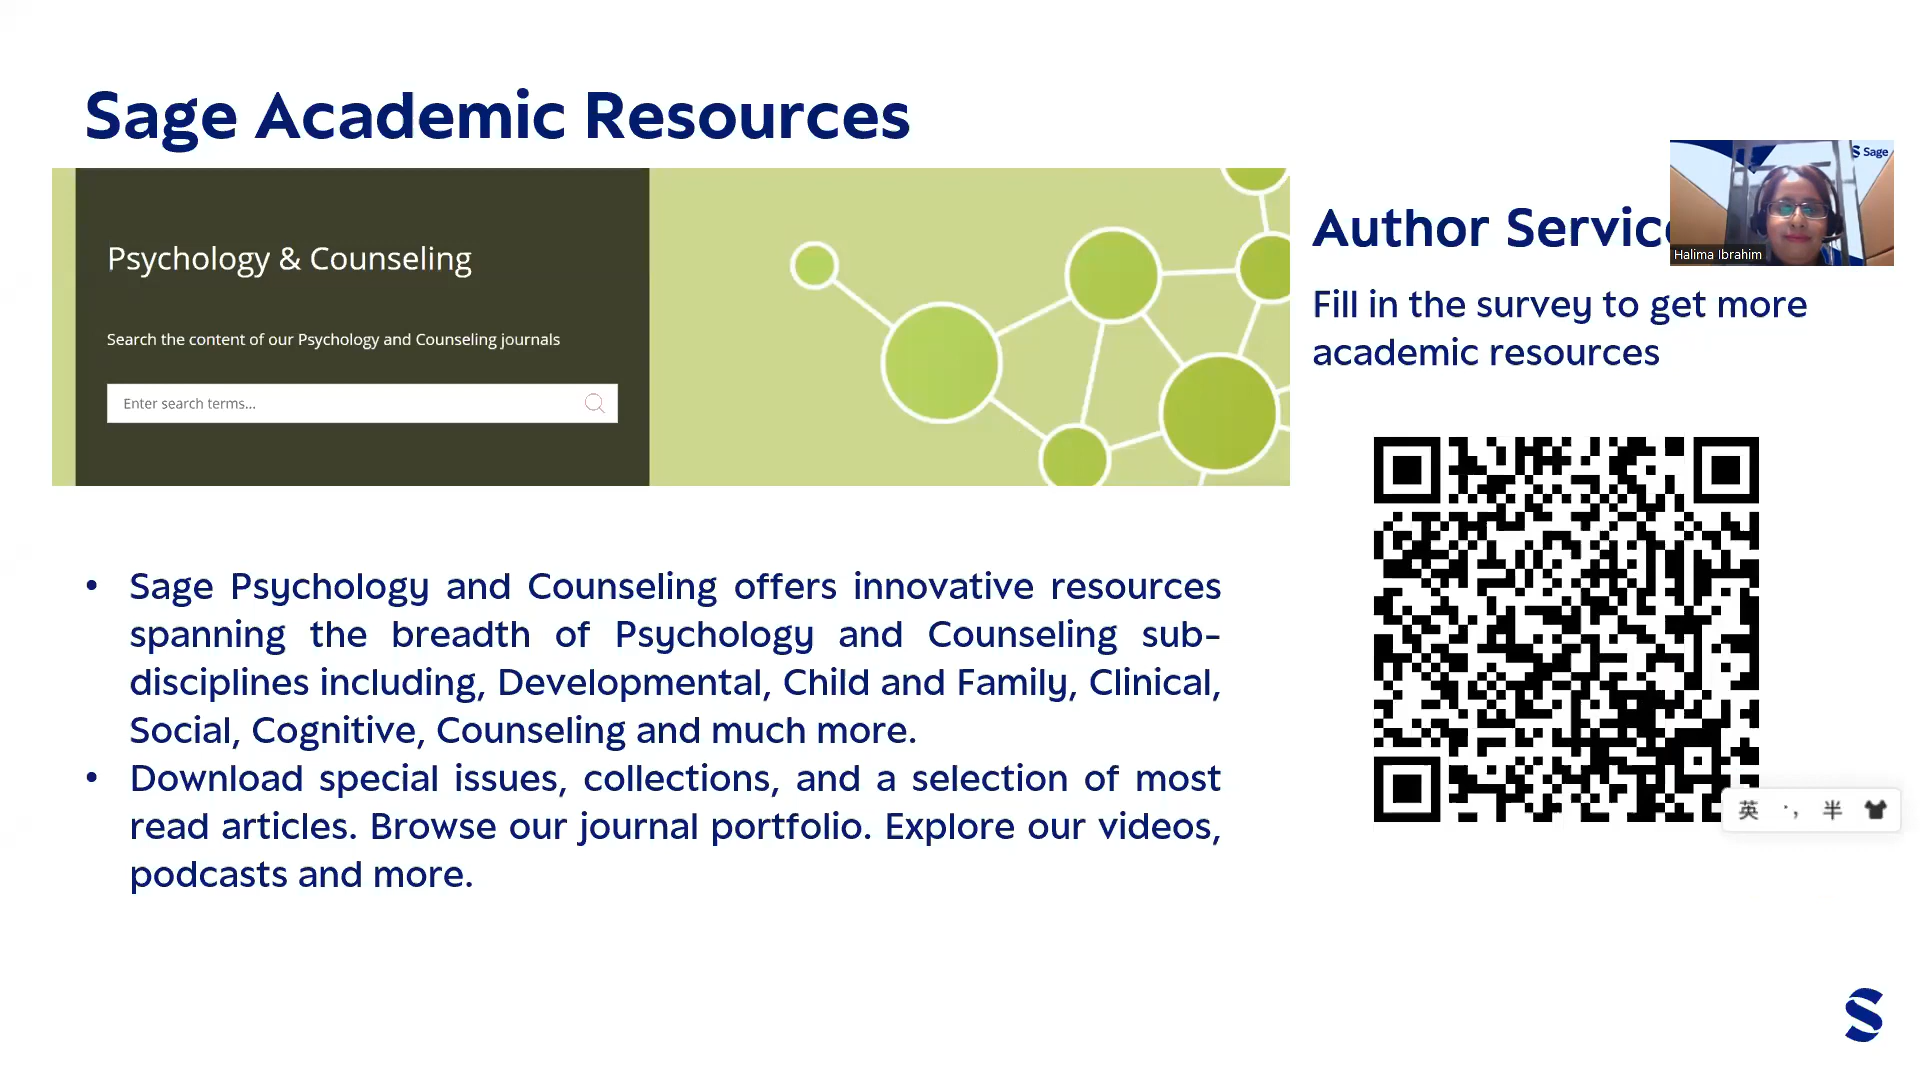 Sage Academic Resources
Psychology & Counseling
Search the content of our Psychology and Counseling journals
Enter search terms...
Sage Psychology and Counseling offers innovative resources
spanning the breadth of Psychology and Counseling sub-
disciplines including, Developmental, Child and Family, Clinical,
Social, Cognitive, Counseling and much more.
Download special issues, collections, and a selection of most
read articles. Browse our journal portfolio. Explore our videos,
podcasts and more.
Sage
Halima Ibrahim
Author
Fill in the survey to get more
academic resources
英 半